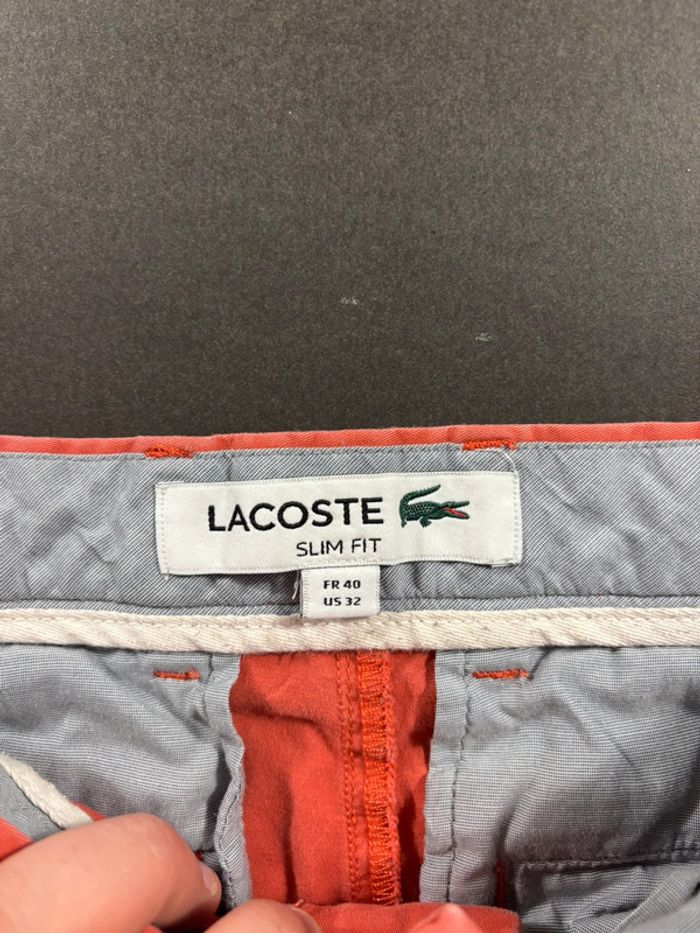 LACOSTE
SLIM FIT
FR 40
US 32